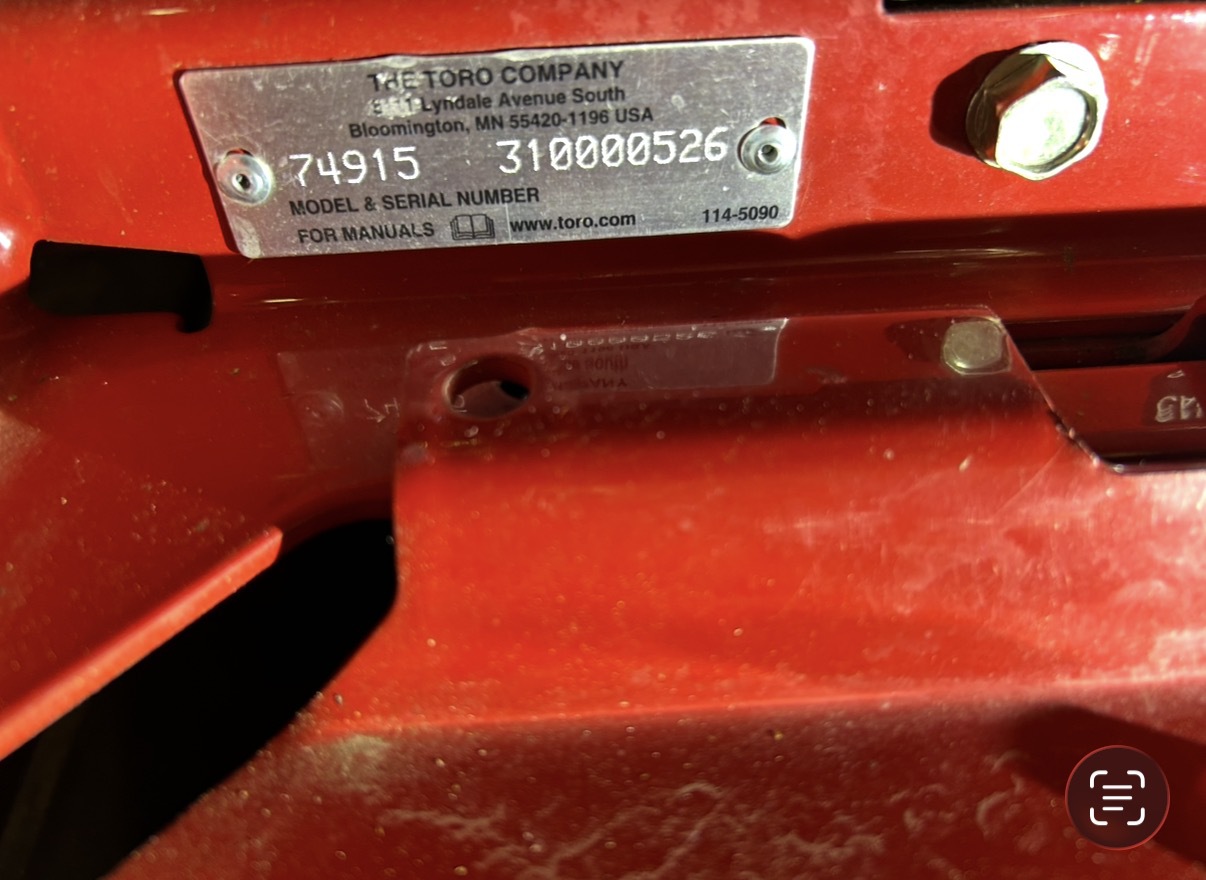 THE TORO COMPANY
Lyndale Avenue South
Bloomington, MN 55420-1196 USA
74915 310000526
MODEL & SERIAL NUMBER
FOR MANUALS www.toro.com 114-5090